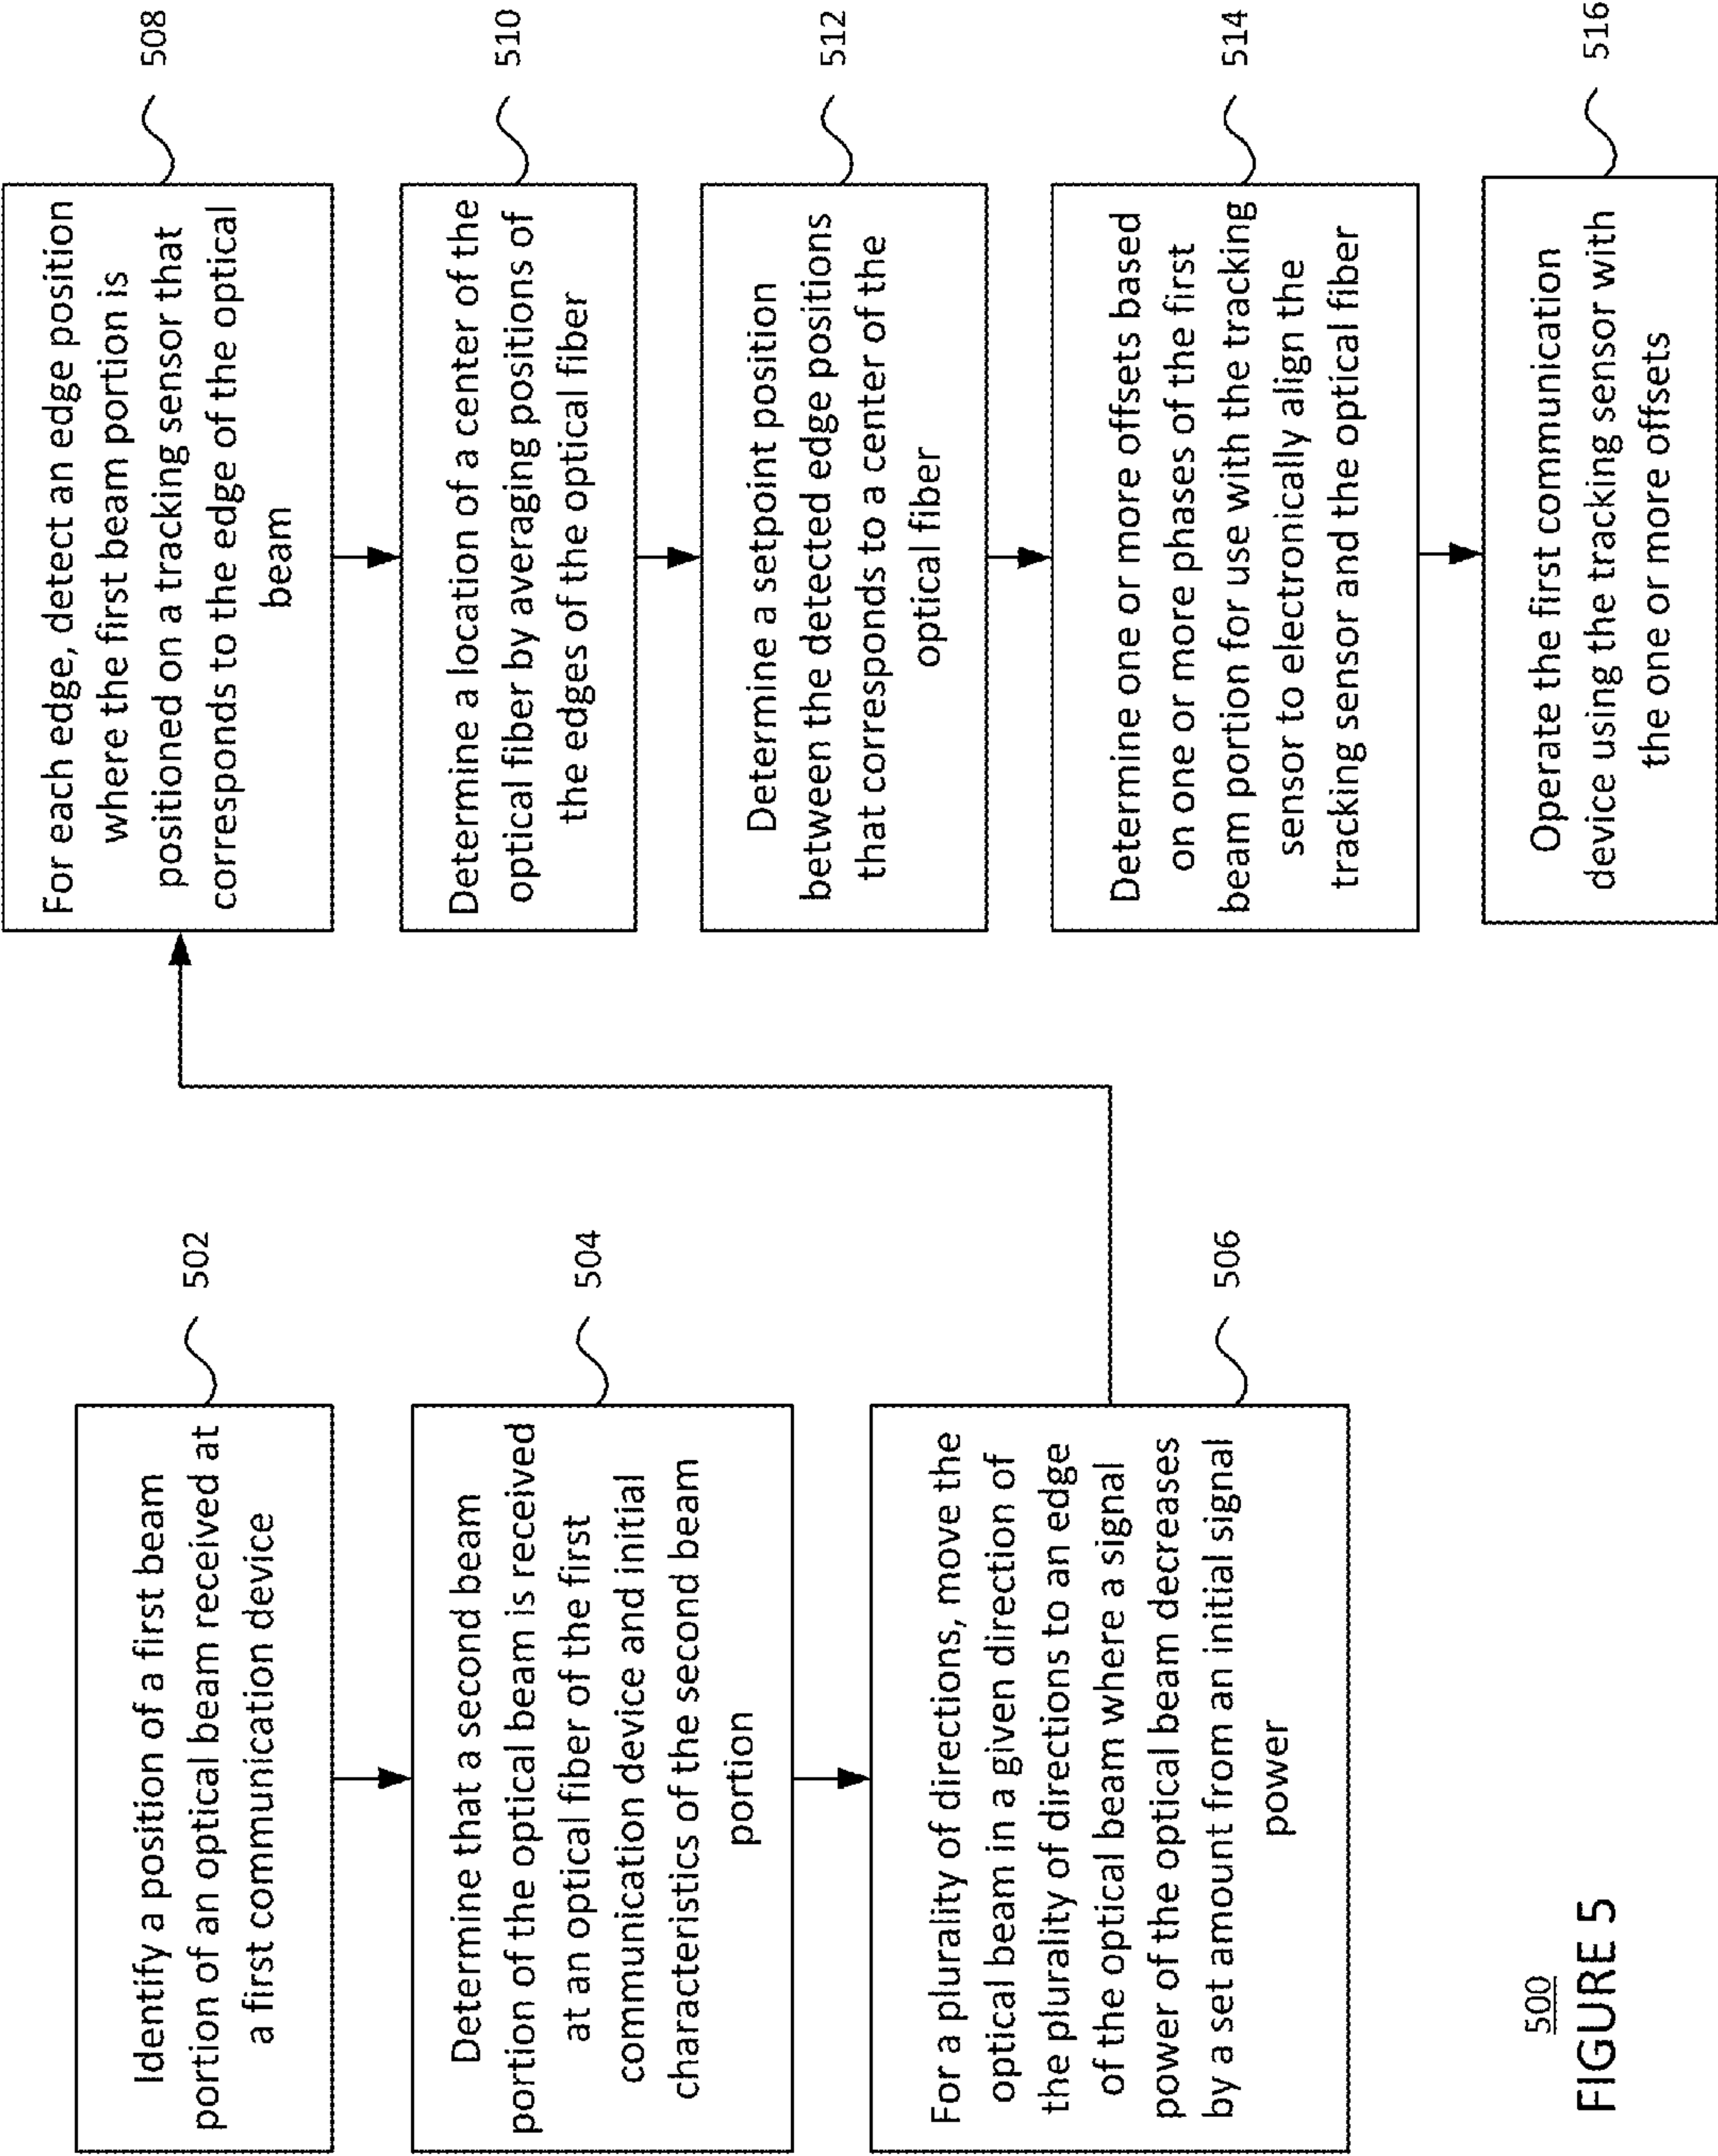 Identify a position of a first beam
portion of an optical beam received at
a first communication device
502
Determine that a second beam
portion of the optical beam is received
at an optical fiber of the first
communication device and initial
characteristics of the second beam
portion
504
For a plurality of directions, move the
optical beam in a given direction of
the plurality of directions to an edge
of the optical beam where a signal
power of the optical beam decreases
by a set amount from an initial signal
power
506
For each edge, detect an edge position
where the first beam portion is
positioned on a tracking sensor that
corresponds to the edge of the optical
beam
508
Determine a location of a center of the
optical fiber by averaging positions of
the edges of the optical fiber
510
Determine a setpoint position
between the detected edge positions
that corresponds to a center of the
optical fiber
512
Determine one or more offsets based
on one or more phases of the first
beam portion for use with the tracking
sensor to electronically align the
tracking sensor and the optical fiber
514
Operate the first communication
device using the tracking sensor with
the one or more offsets
516
500
FIGURE 5